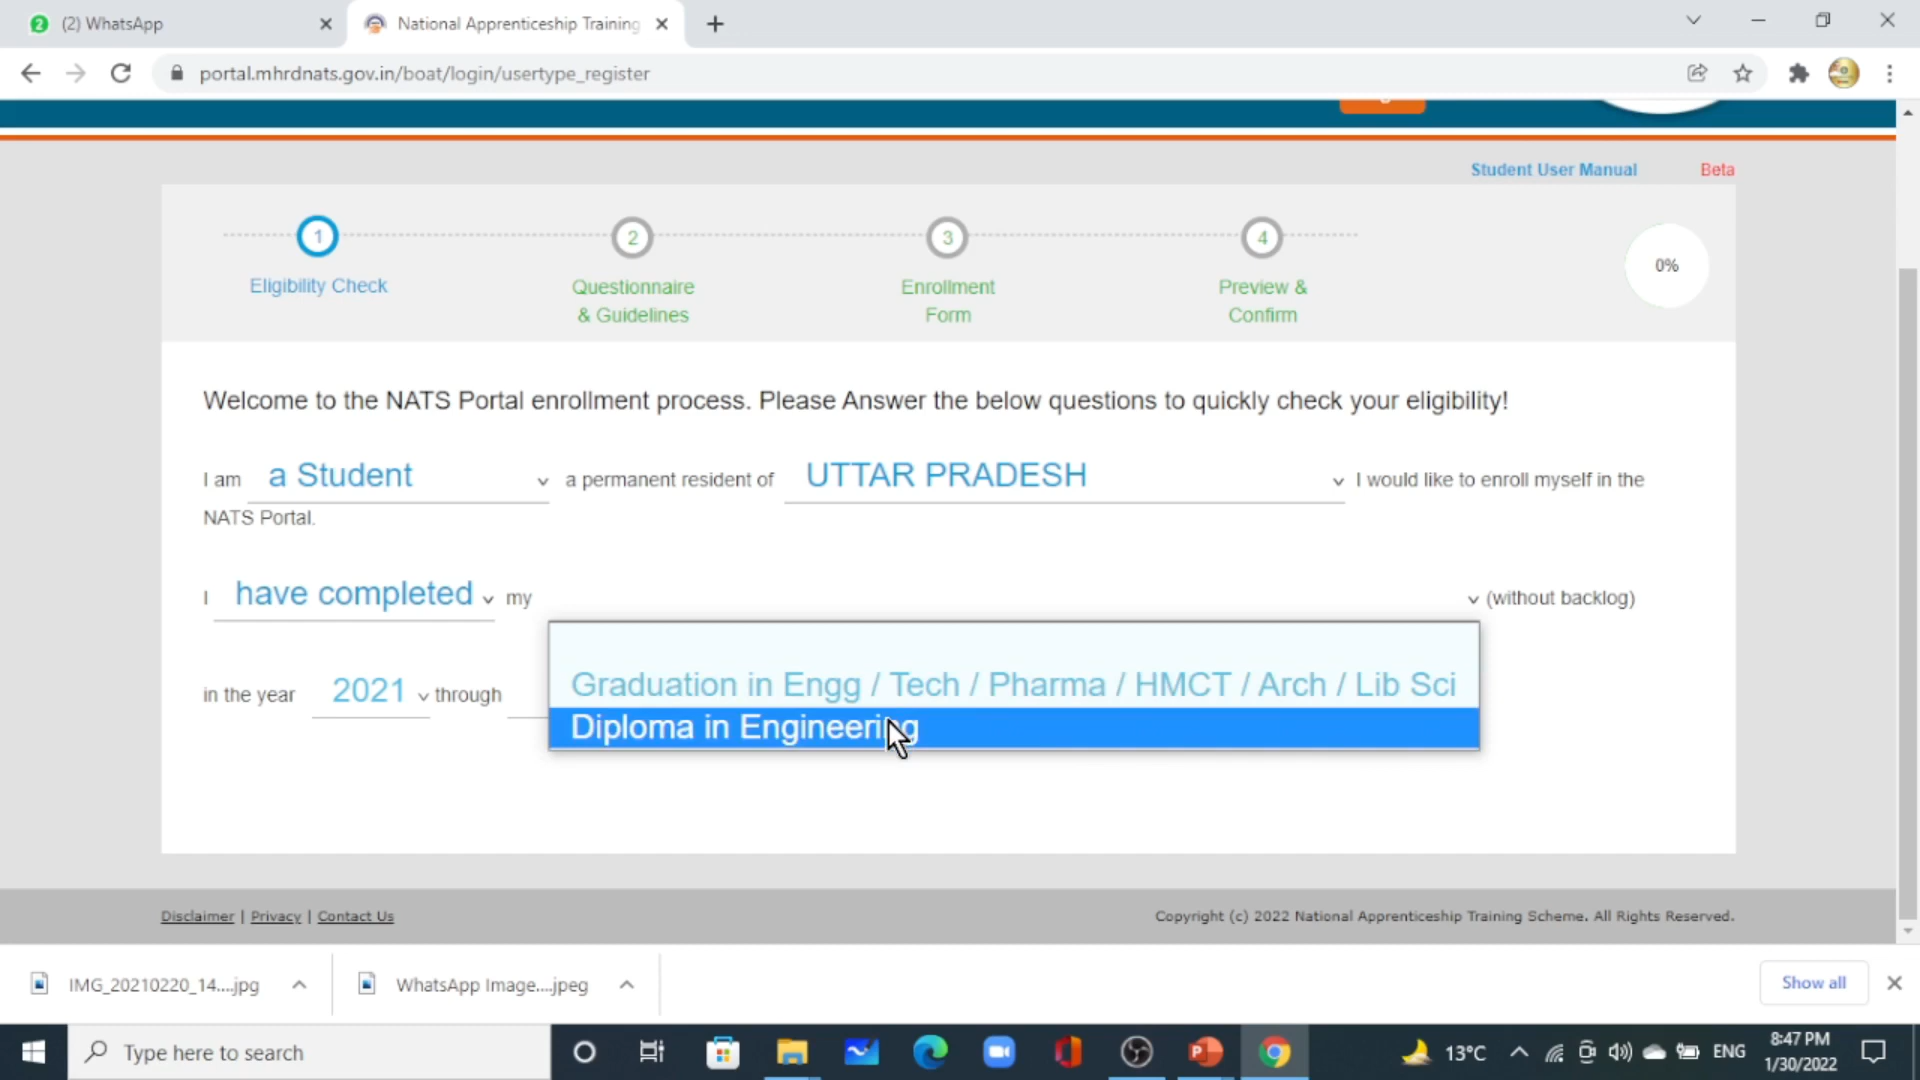 (2) WhatsApp
National Apprenticeship Training
portal.mhrdnats.gov.in/boat/login/usertype_register
Student User Manual
Beta
1
2
3
4
0%
Eligibility Check
Questionnaire
& Guidelines
Enrollment
Form
Preview &
Confirm
Welcome to the NATS Portal enrollment process. Please Answer the below questions to quickly check your eligibility!
I am a Student a permanent resident of UTTAR PRADESH I would like to enroll myself in the
NATS Portal.
I have completed my (without backlog)
Graduation in Engg / Tech / Pharma / HMCT / Arch / Lib Sci
in the year 2021 through
Diploma in Engineering
Disclaimer | Privacy | Contact Us
Copyright (c) 2022 National Apprenticeship Training Scheme. All Rights Reserved.
IMG_20210220_14....jpg
WhatsApp Image....jpeg
Show all
Type here to search
13°C
ENG
8:47 PM
1/30/2022